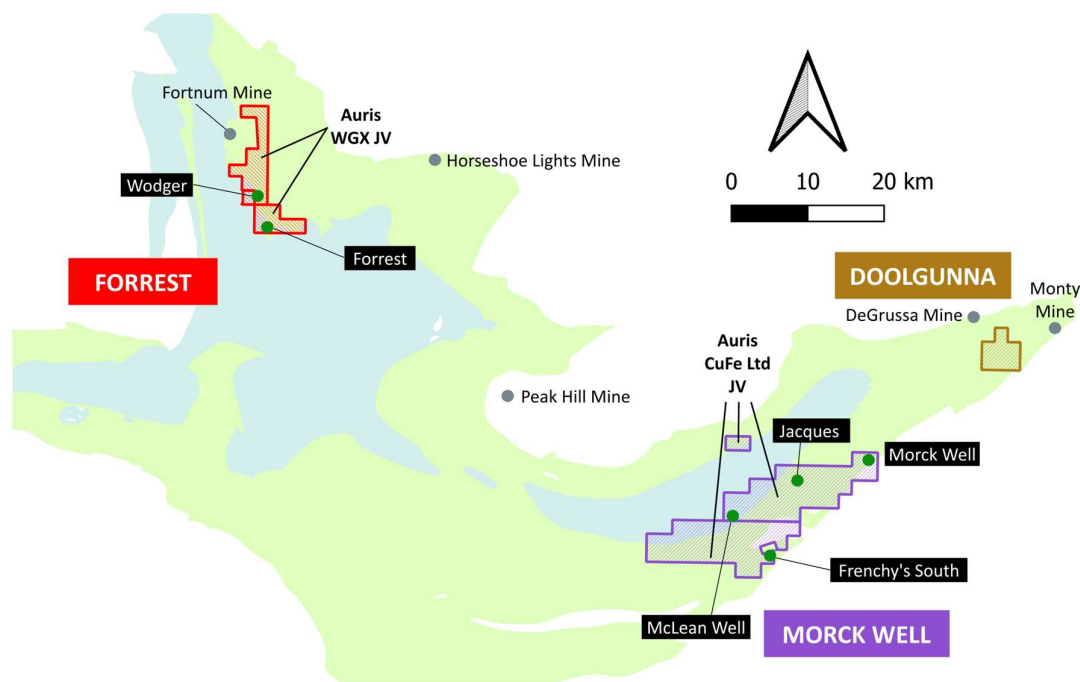 Fortnum Mine
Auris
WGX JV
Horseshoe Lights Mine
Wodger
Forrest
FORREST
0 10 20 km
DOOLGUNNA
Monty
Mine
DeGrussa Mine
Auris
CuFe Ltd
JV
Peak Hill Mine
Jacques
Morck Well
Frenchy's South
McLean Well
MORCK WELL